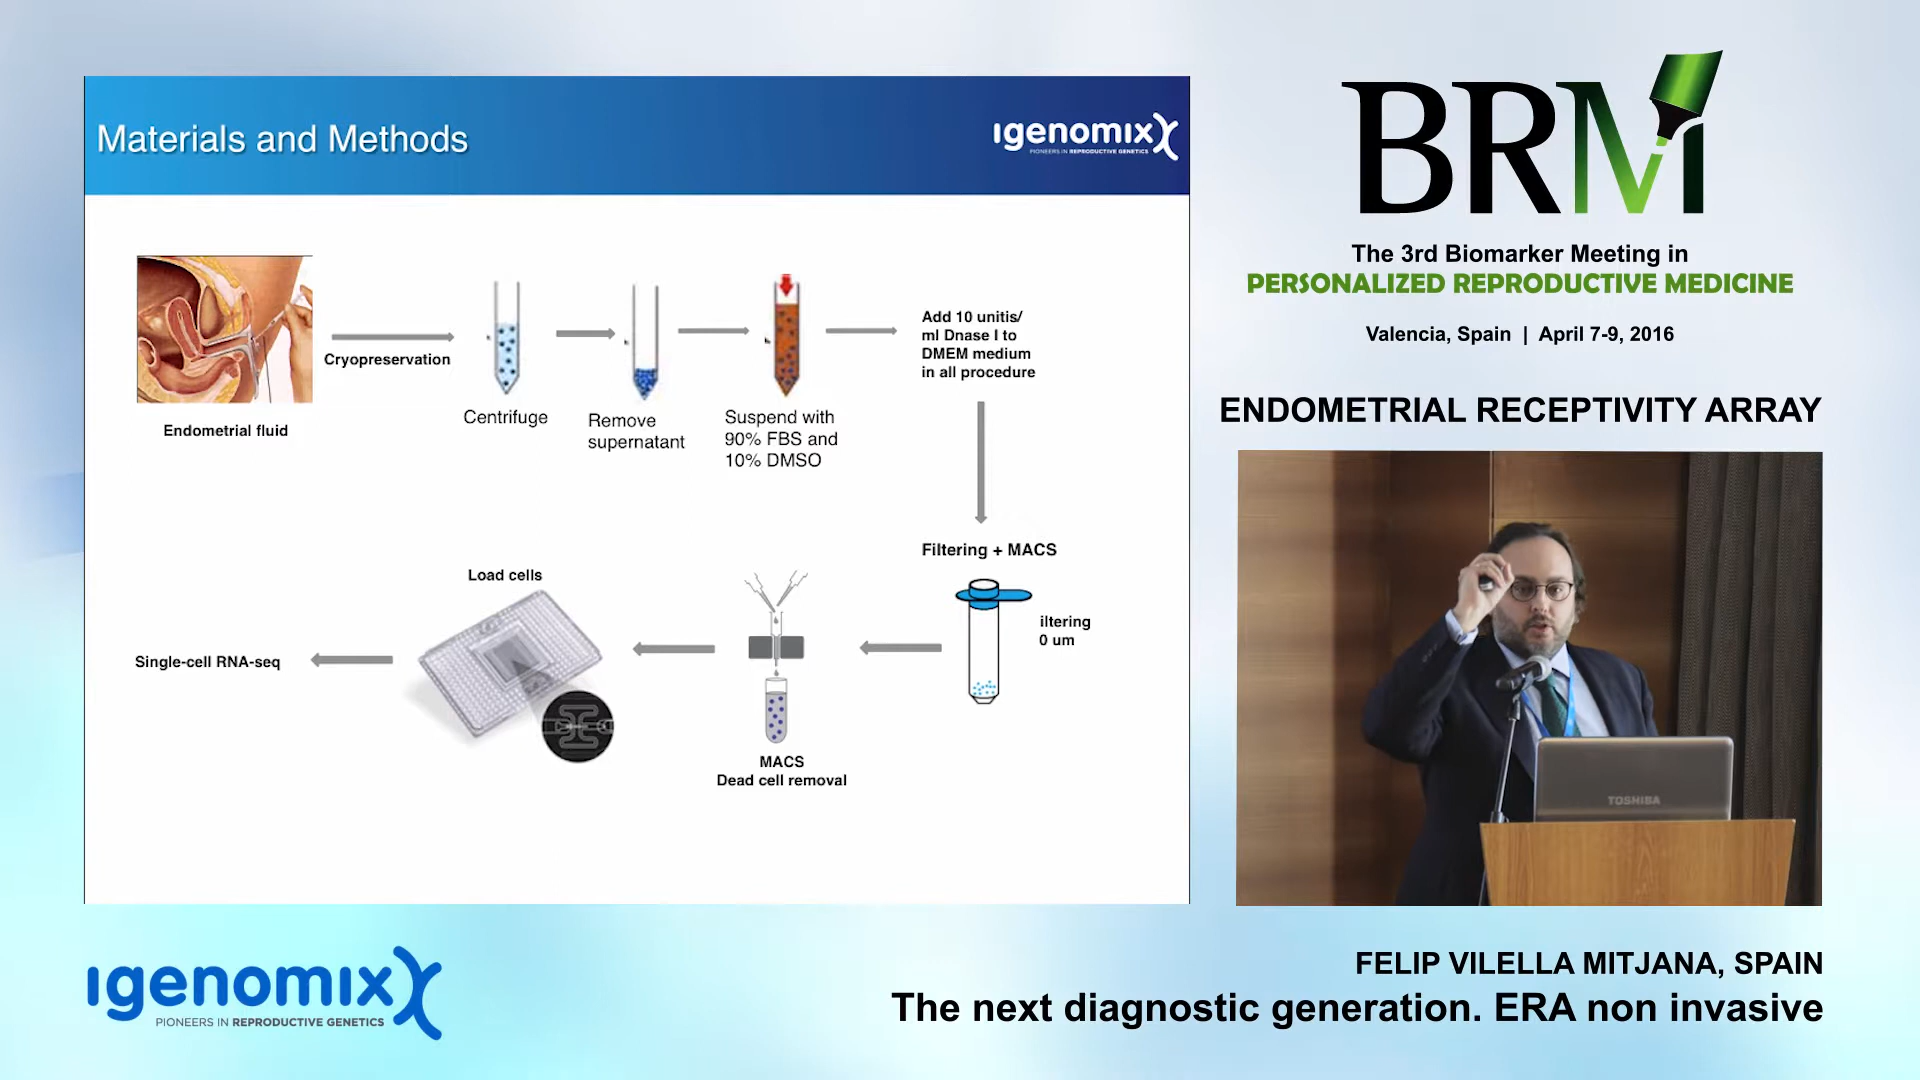 Materials and Methods
ıgenomix
PIONEERS IN REPRODUCTIVE GENETICS
Endometrial fluid
Cryopreservation
Centrifuge
Remove
supernatant
Suspend with
90% FBS and
10% DMSO
Add 10 unitis/
ml Dnase I to
DMEM medium
in all procedure
Filtering + MACS
iltering
0 um
MACS
Dead cell removal
Load cells
Single-cell RNA-seq
BRM
The 3rd Biomarker Meeting in
PERSONALIZED REPRODUCTIVE MEDICINE
Valencia, Spain | April 7-9, 2016
ENDOMETRIAL RECEPTIVITY ARRAY
TOSHIBA
ıgenomix
PIONEERS IN REPRODUCTIVE GENETICS
FELIP VILELLA MITJANA, SPAIN
The next diagnostic generation. ERA non invasive